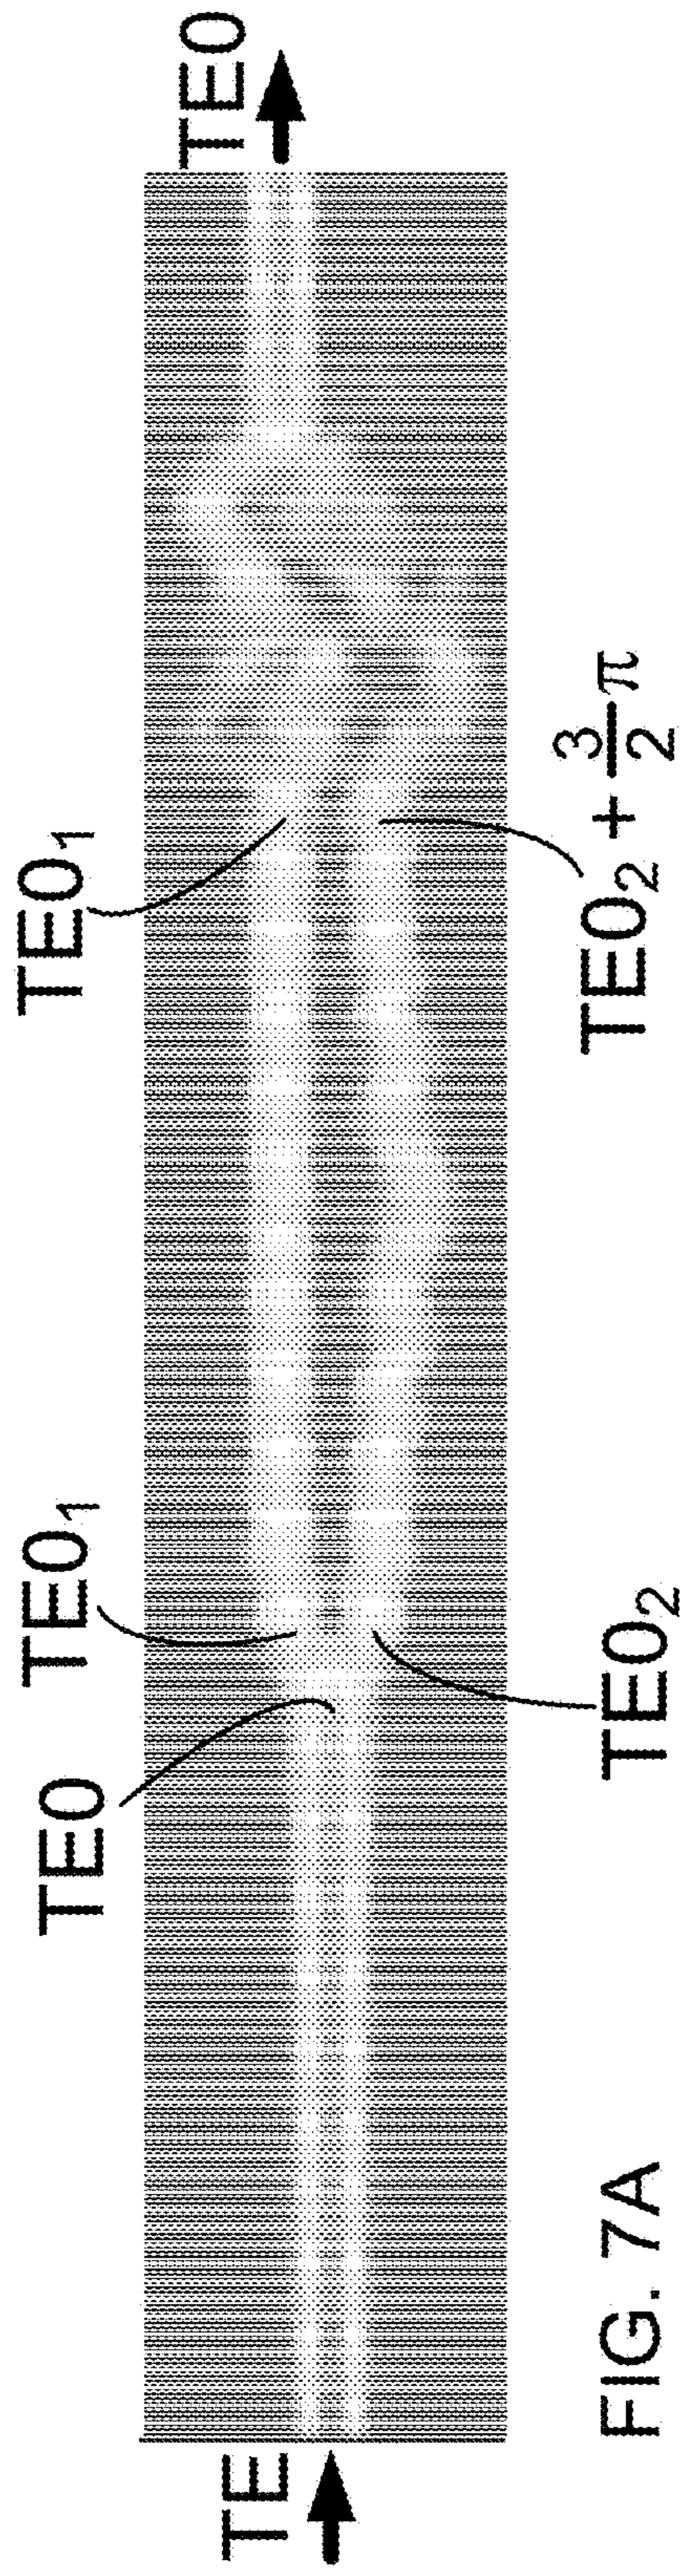 TE
TE0
TE0₁
TE0₂
TE0₁
TE0₂ + 3/2 π
TE0
FIG. 7A